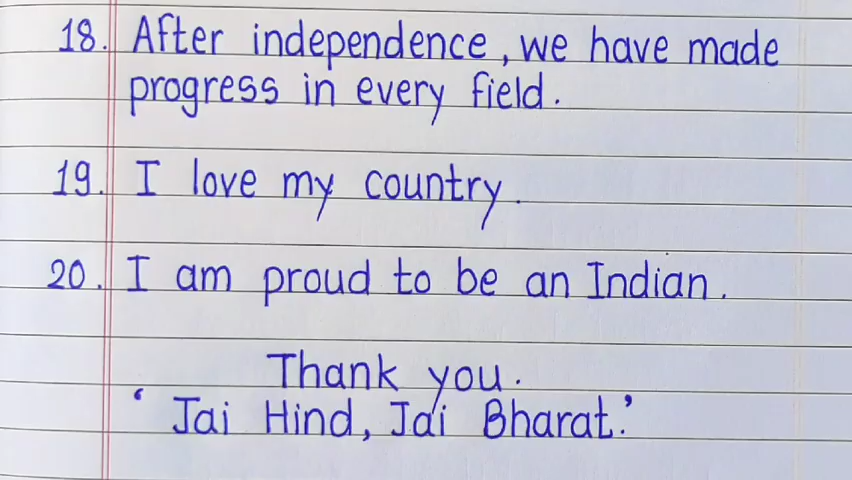 18. After independence, we have made
progress in every field.
19. I love my country.
20. I am proud to be an Indian.
Thank you.
‘Jai Hind, Jai Bharat.’